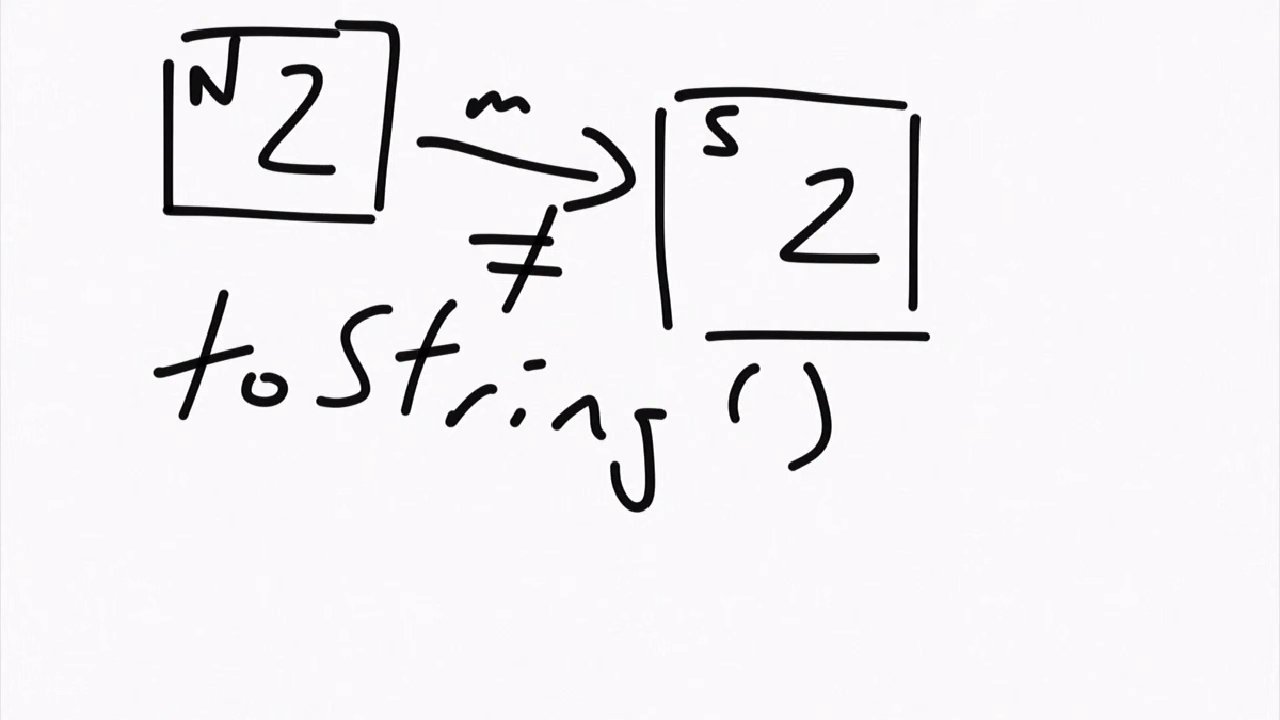 N 2 m S 2
≠
toString ()